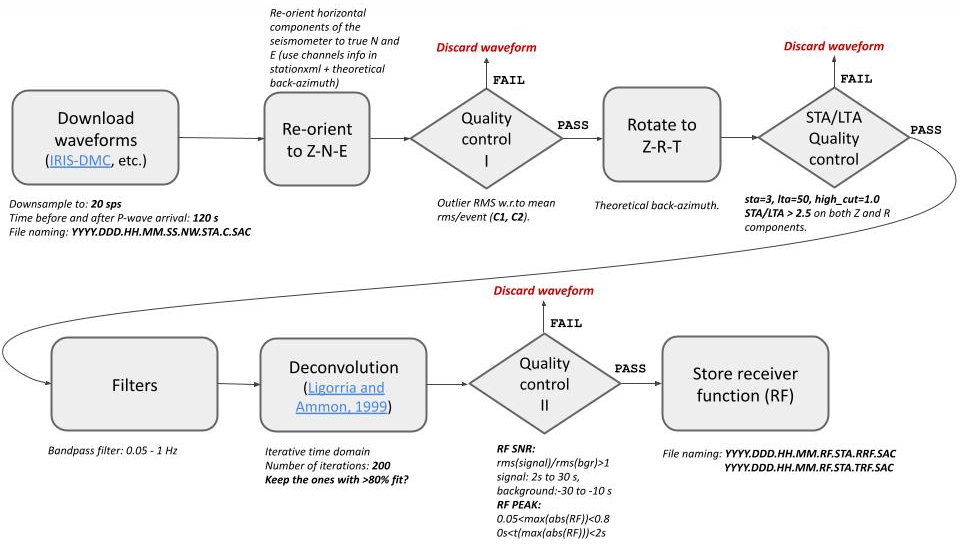 Re-orient horizontal
components of the
seismometer to true N and
E (use channels info in
stationxml + theoretical
back-azimuth)
Discard waveform
FAIL
Discard waveform
FAIL
Download
waveforms
(IRIS-DMC, etc.)
Re-orient
to Z-N-E
Quality
control
I
PASS
Rotate to
Z-R-T
STA/LTA
Quality
control
PASS
Downsample to: 20 sps
Time before and after P-wave arrival: 120 s
File naming: YYYY.DDD.HH.MM.SS.NW.STA.C.SAC
Outlier RMS w.r.to mean
rms/event (C1, C2).
Theoretical back-azimuth.
sta=3, lta=50, high_cut=1.0
STA/LTA > 2.5 on both Z and R
components.
Discard waveform
FAIL
Filters
Deconvolution
(Ligorria and
Ammon, 1999)
Quality
control
II
PASS
Store receiver
function (RF)
Bandpass filter: 0.05 - 1 Hz
Iterative time domain
Number of iterations: 200
Keep the ones with >80% fit?
RF SNR:
rms(signal)/rms(bgr)>1
signal: 2s to 30 s,
background:-30 to -10 s
RF PEAK:
0.05<max(abs(RF))<0.8
0s<t(max(abs(RF)))<2s
File naming: YYYY.DDD.HH.MM.RF.STA.RRF.SAC
YYYY.DDD.HH.MM.RF.STA.TRF.SAC